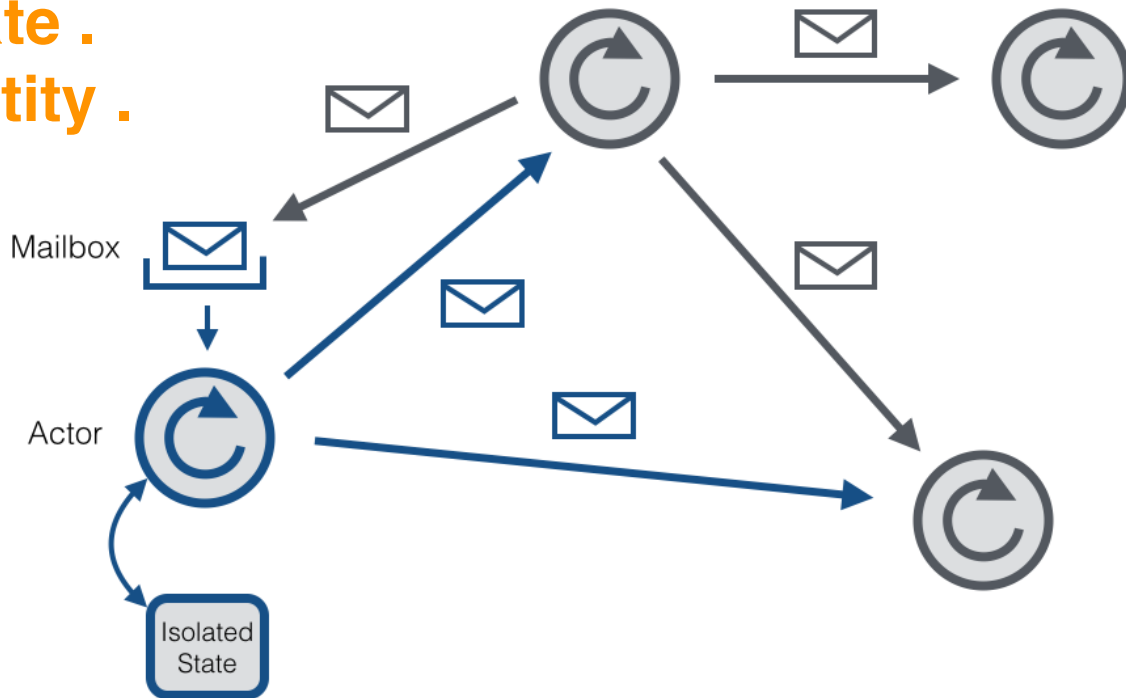 te .
tity .
Mailbox
Actor
Isolated
State